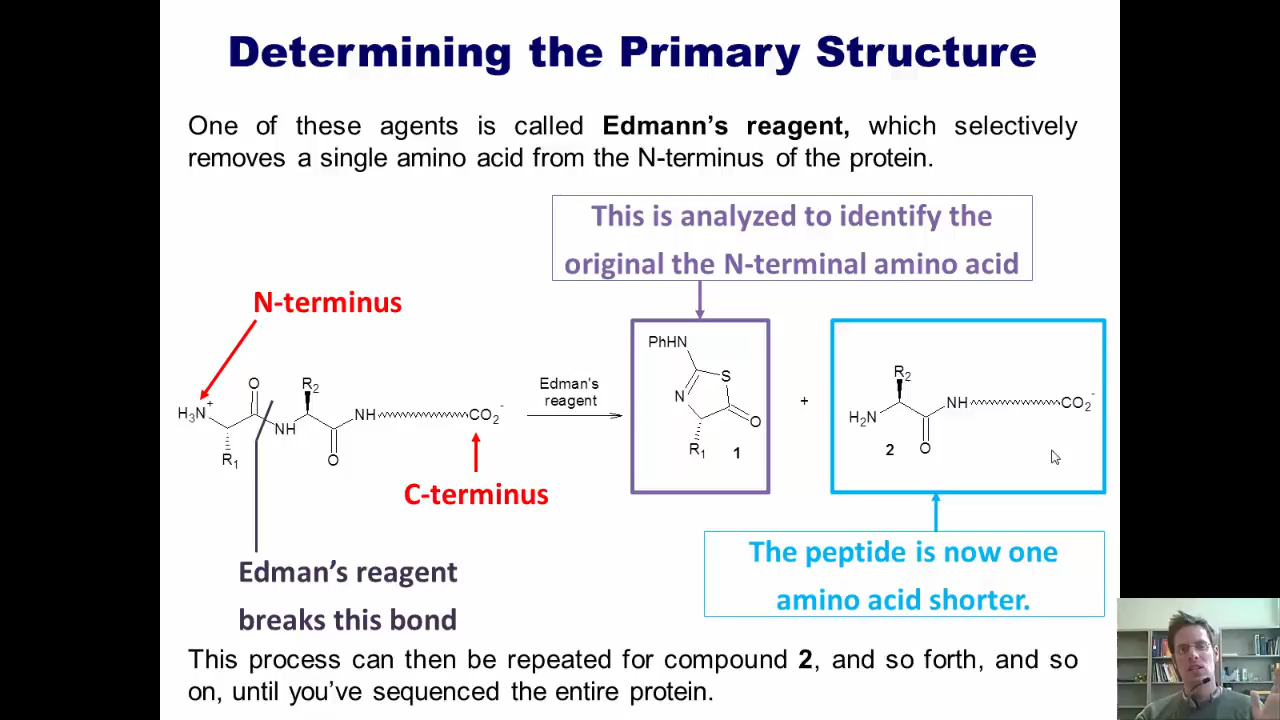 Determining the Primary Structure
One of these agents is called Edmann's reagent, which selectively
removes a single amino acid from the N-terminus of the protein.
This is analyzed to identify the
original the N-terminal amino acid
N-terminus
H₃N⁺
O
R₁
NH
R₂
O
NH
CO₂⁻
C-terminus
Edman's
reagent
PhHN
S
N
O
R₁
1
+
R₂
H₂N
O
NH
CO₂⁻
2
Edman's reagent
breaks this bond
The peptide is now one
amino acid shorter.
This process can then be repeated for compound 2, and so forth, and so
on, until you've sequenced the entire protein.